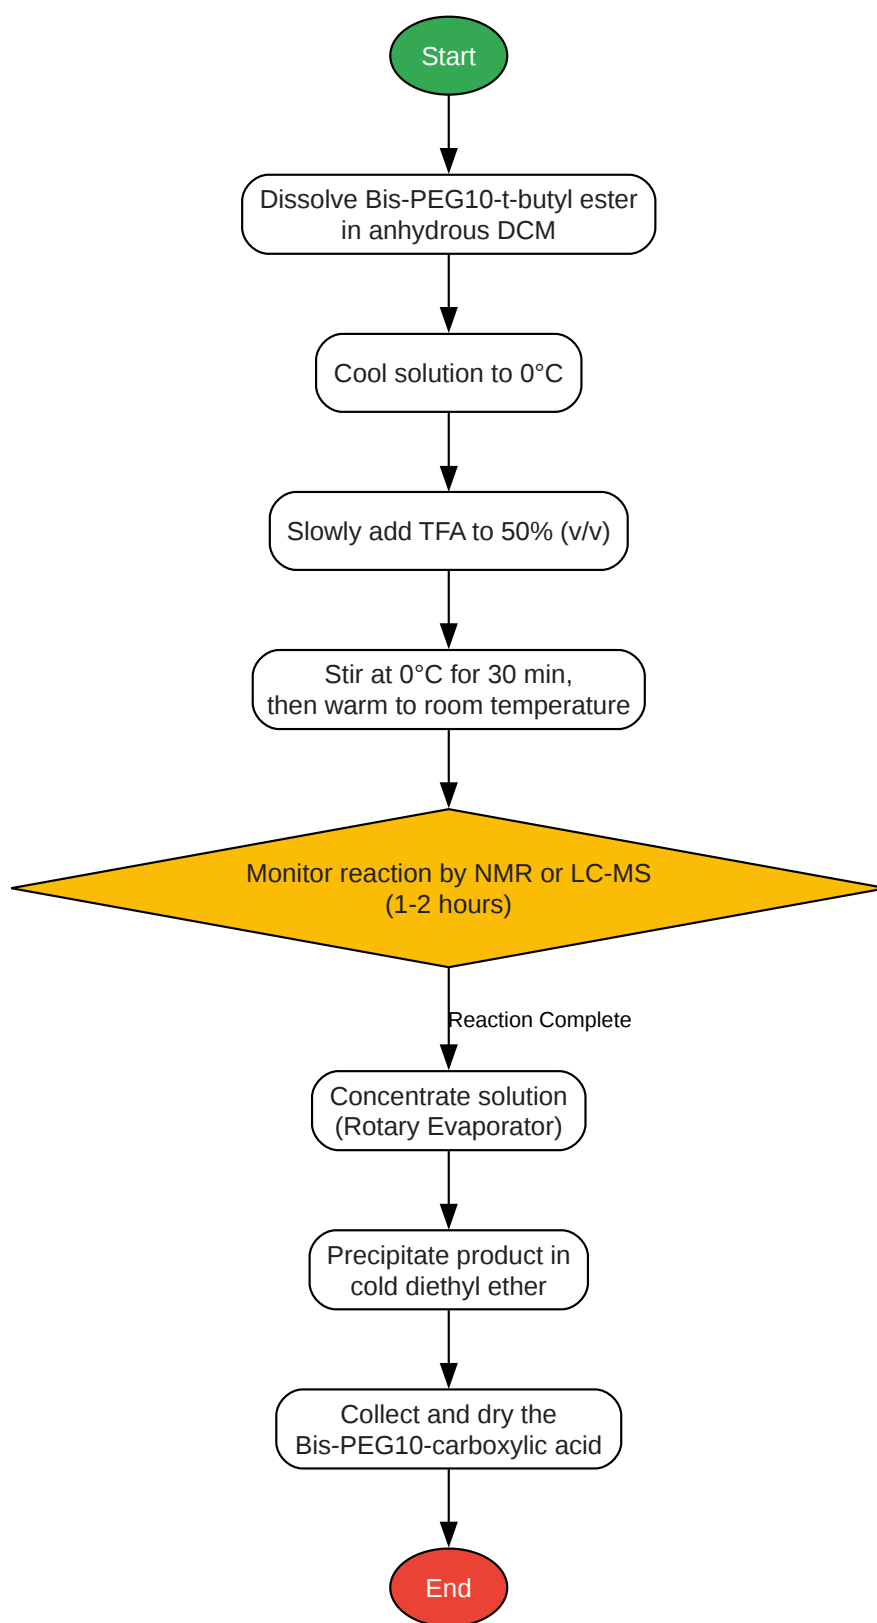 Start
Dissolve Bis-PEG10-t-butyl ester
in anhydrous DCM
Cool solution to 0°C
Slowly add TFA to 50% (v/v)
Stir at 0°C for 30 min,
then warm to room temperature
Monitor reaction by NMR or LC-MS
(1-2 hours)
Reaction Complete
Concentrate solution
(Rotary Evaporator)
Precipitate product in
cold diethyl ether
Collect and dry the
Bis-PEG10-carboxylic acid
End